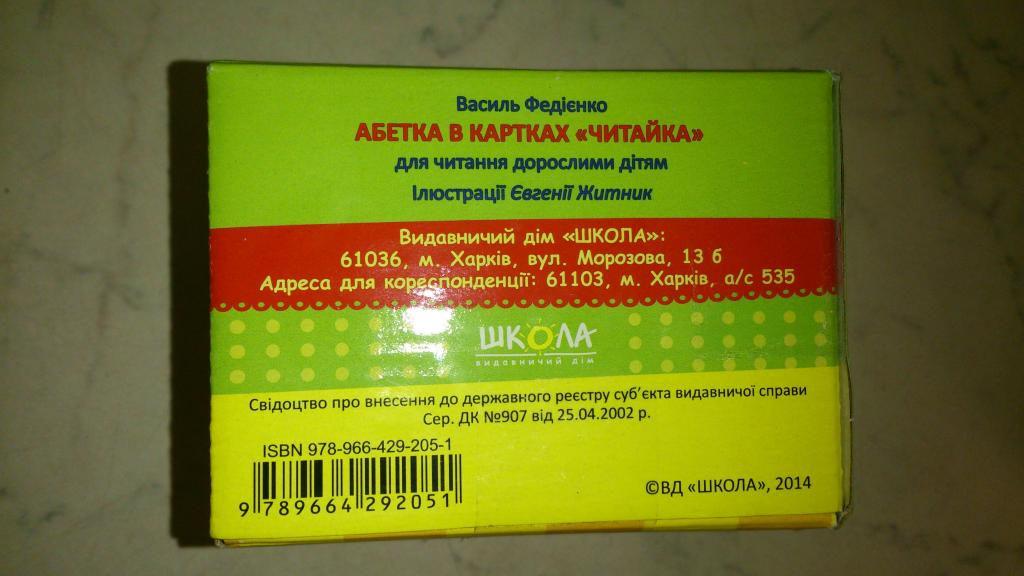 Василь Федієнко
АБЕТКА В КАРТКАХ «ЧИТАЙКА»
для читання дорослими дітям
Ілюстрації Євгенії Житник
Видавничий дім «ШКОЛА»:
61036, м. Харків, вул. Морозова, 13 б
Адреса для кореспонденції: 61103, м. Харків, а/с 535
ШКОЛА
видавничий дім
Свідоцтво про внесення до державного реєстру суб'єкта видавничої справи
Сер. ДК №907 від 25.04.2002 р.
ISBN 978-966-429-205-1
9 789664 292051
©ВД «ШКОЛА», 2014